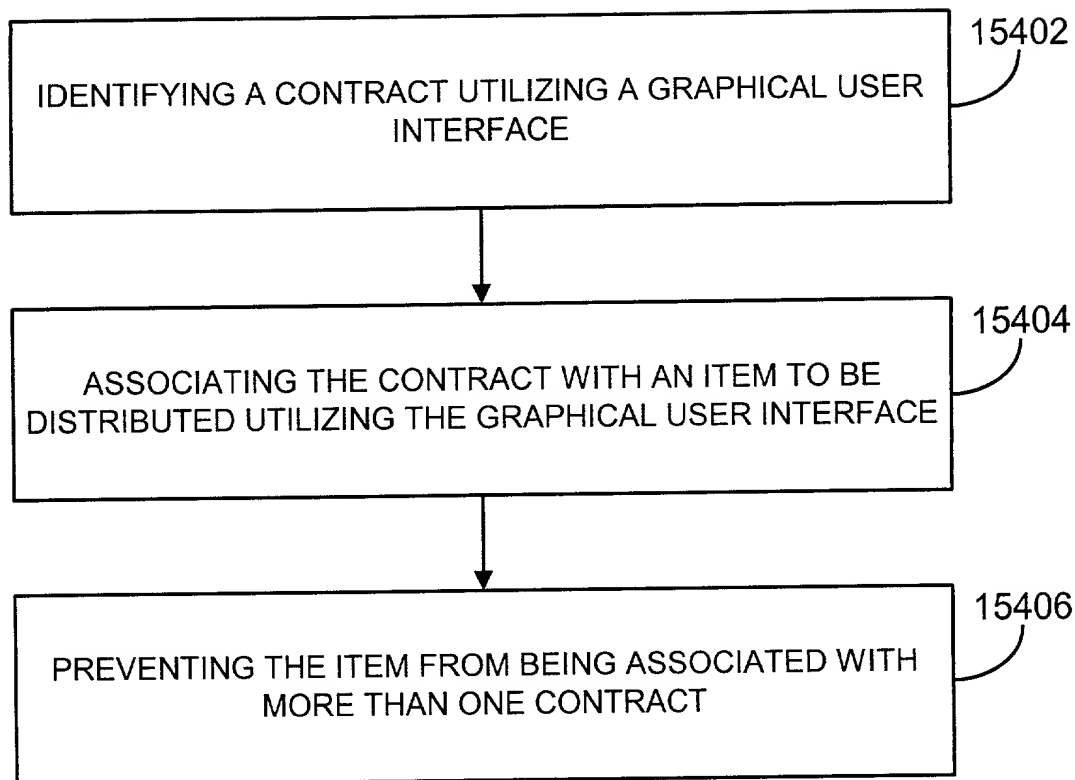 15402
IDENTIFYING A CONTRACT UTILIZING A GRAPHICAL USER
INTERFACE
15404
ASSOCIATING THE CONTRACT WITH AN ITEM TO BE
DISTRIBUTED UTILIZING THE GRAPHICAL USER INTERFACE
15406
PREVENTING THE ITEM FROM BEING ASSOCIATED WITH
MORE THAN ONE CONTRACT